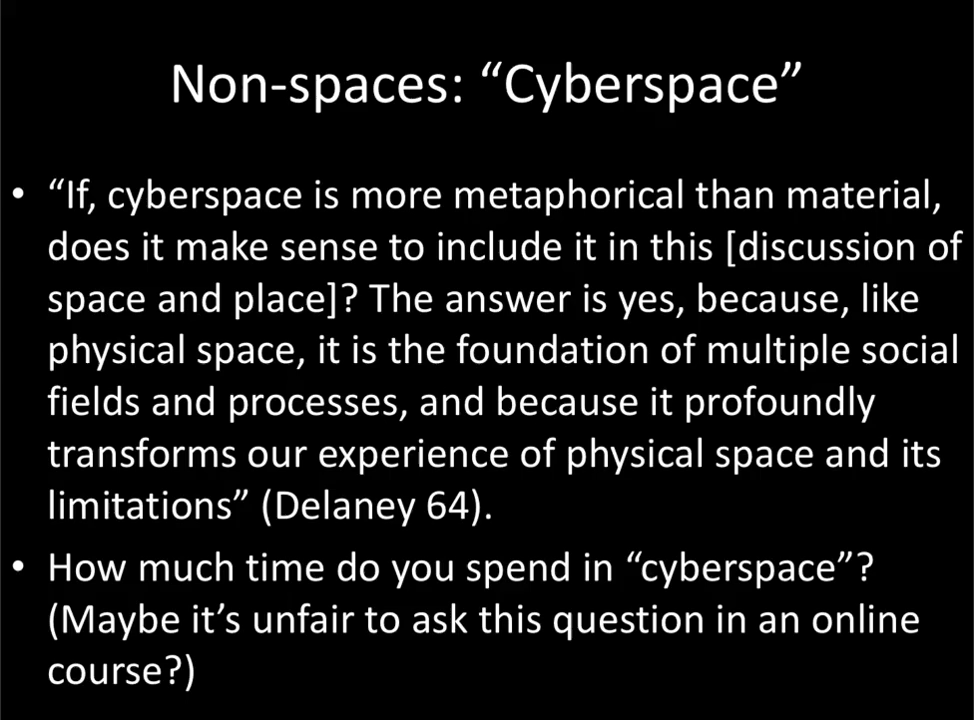 Non-spaces: “Cyberspace”
• “If, cyberspace is more metaphorical than material,
does it make sense to include it in this [discussion of
space and place]? The answer is yes, because, like
physical space, it is the foundation of multiple social
fields and processes, and because it profoundly
transforms our experience of physical space and its
limitations” (Delaney 64).
• How much time do you spend in “cyberspace”?
(Maybe it’s unfair to ask this question in an online
course?)